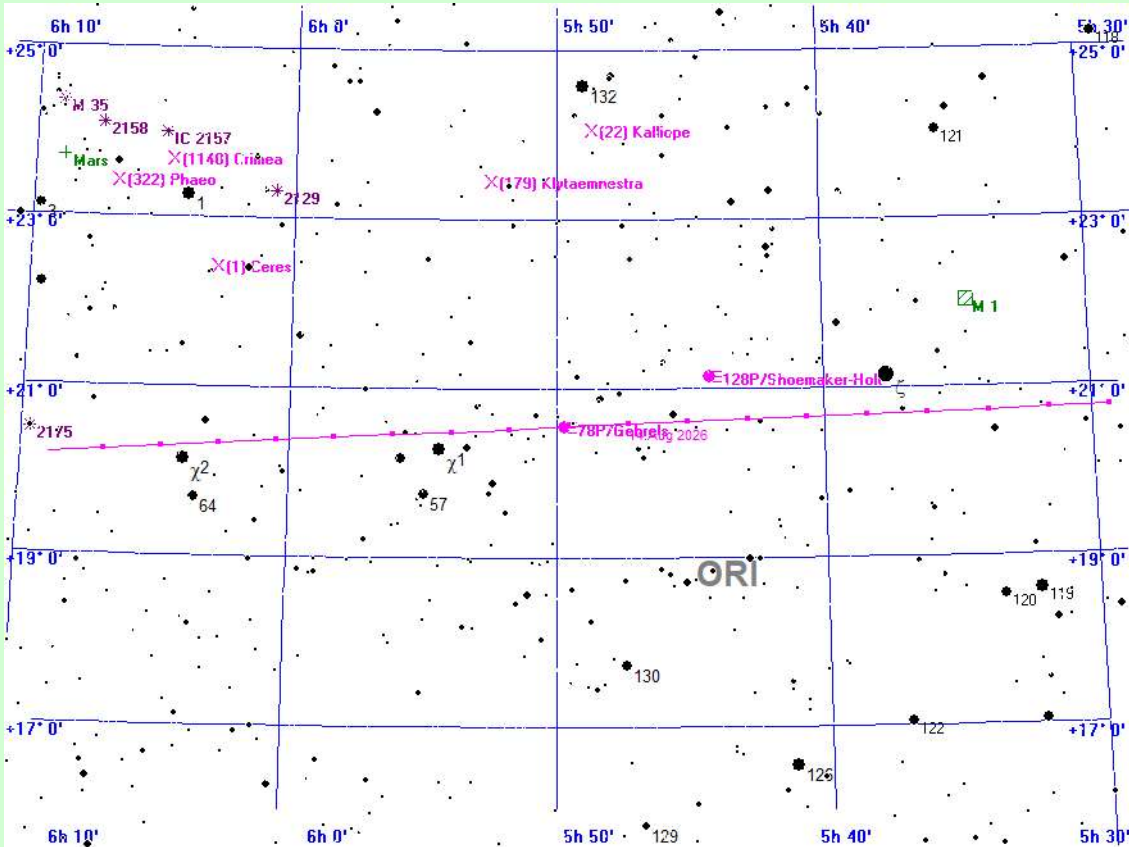 6h 10' 6h 0' 5h 50' 5h 40' 5h 30'
118
+25° 0' +25° 0'
132
M 35
2158
IC 2157
(22) Kalliope
121
Mars
(1140) Crimea
(322) Phaeo
(179) Klytaemnestra
1
2129
+23° 0' +23° 0'
(1) Ceres
M 1
128P/Shoemaker-Holt
ζ
+21° 0' +21° 0'
2175
78P/Gehrels
Aug 2026
χ2
χ1
64
57
+19° 0' +19° 0'
ORI
120
119
130
+17° 0' +17° 0'
122
126
129
6h 10' 6h 0' 5h 50' 5h 40' 5h 30'